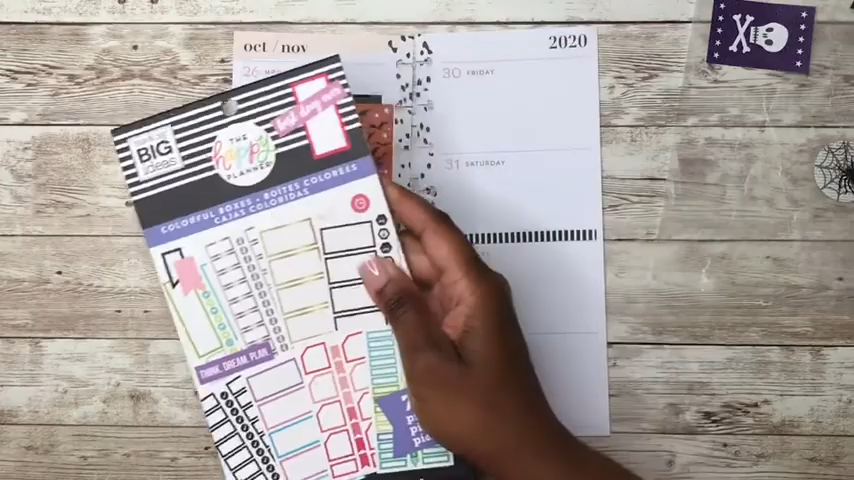 oct / nov
2020
26
30 FRIDAY
31 SATURDAY
BIG
ideas
THE
happy
PLANNER
best day ever
COLORFUL BOXES • BOÎTES COLORÉES
CAJAS COLORIDAS
THINK. DREAM. PLAN.